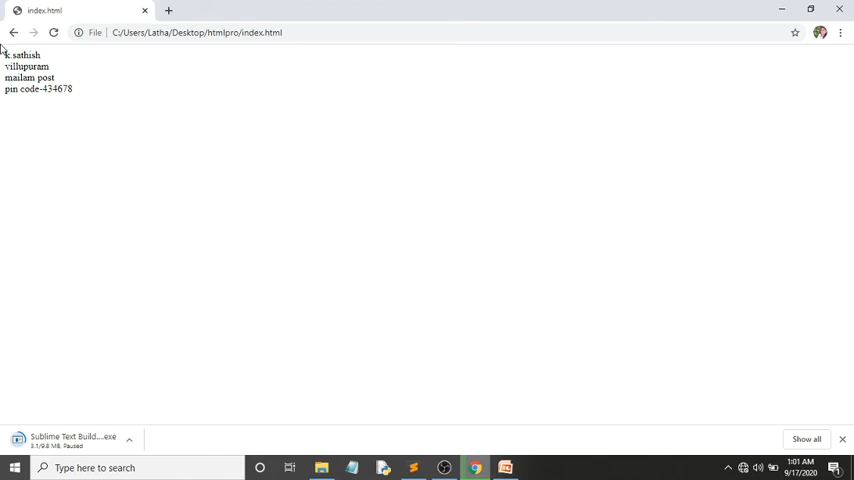 index.html
File
C:/Users/Latha/Desktop/htmlpro/index.html
k.sathish
villupuram
mailam post
pin code-434678
Sublime Text Build....exe
3.1/9.8 MB, Paused
Show all
Type here to search
1:01 AM
9/17/2020
1